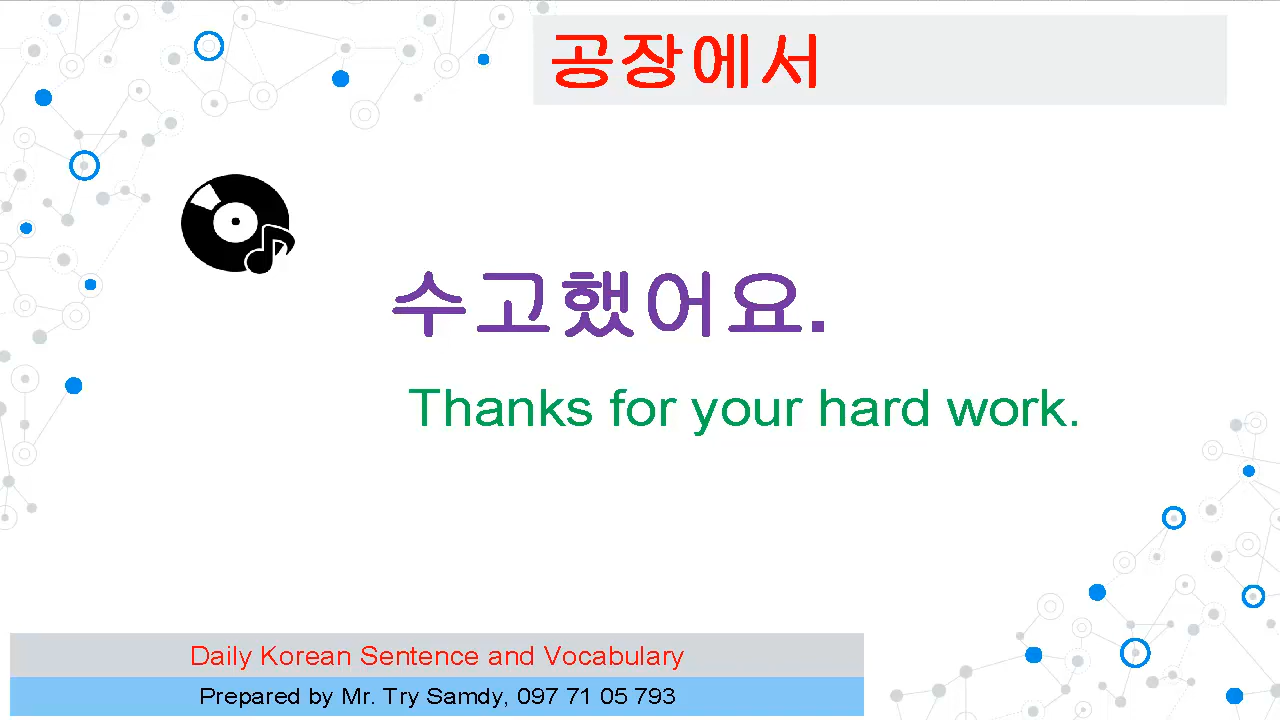 공장에서
수고했어요.
Thanks for your hard work.
Daily Korean Sentence and Vocabulary
Prepared by Mr. Try Samdy, 097 71 05 793